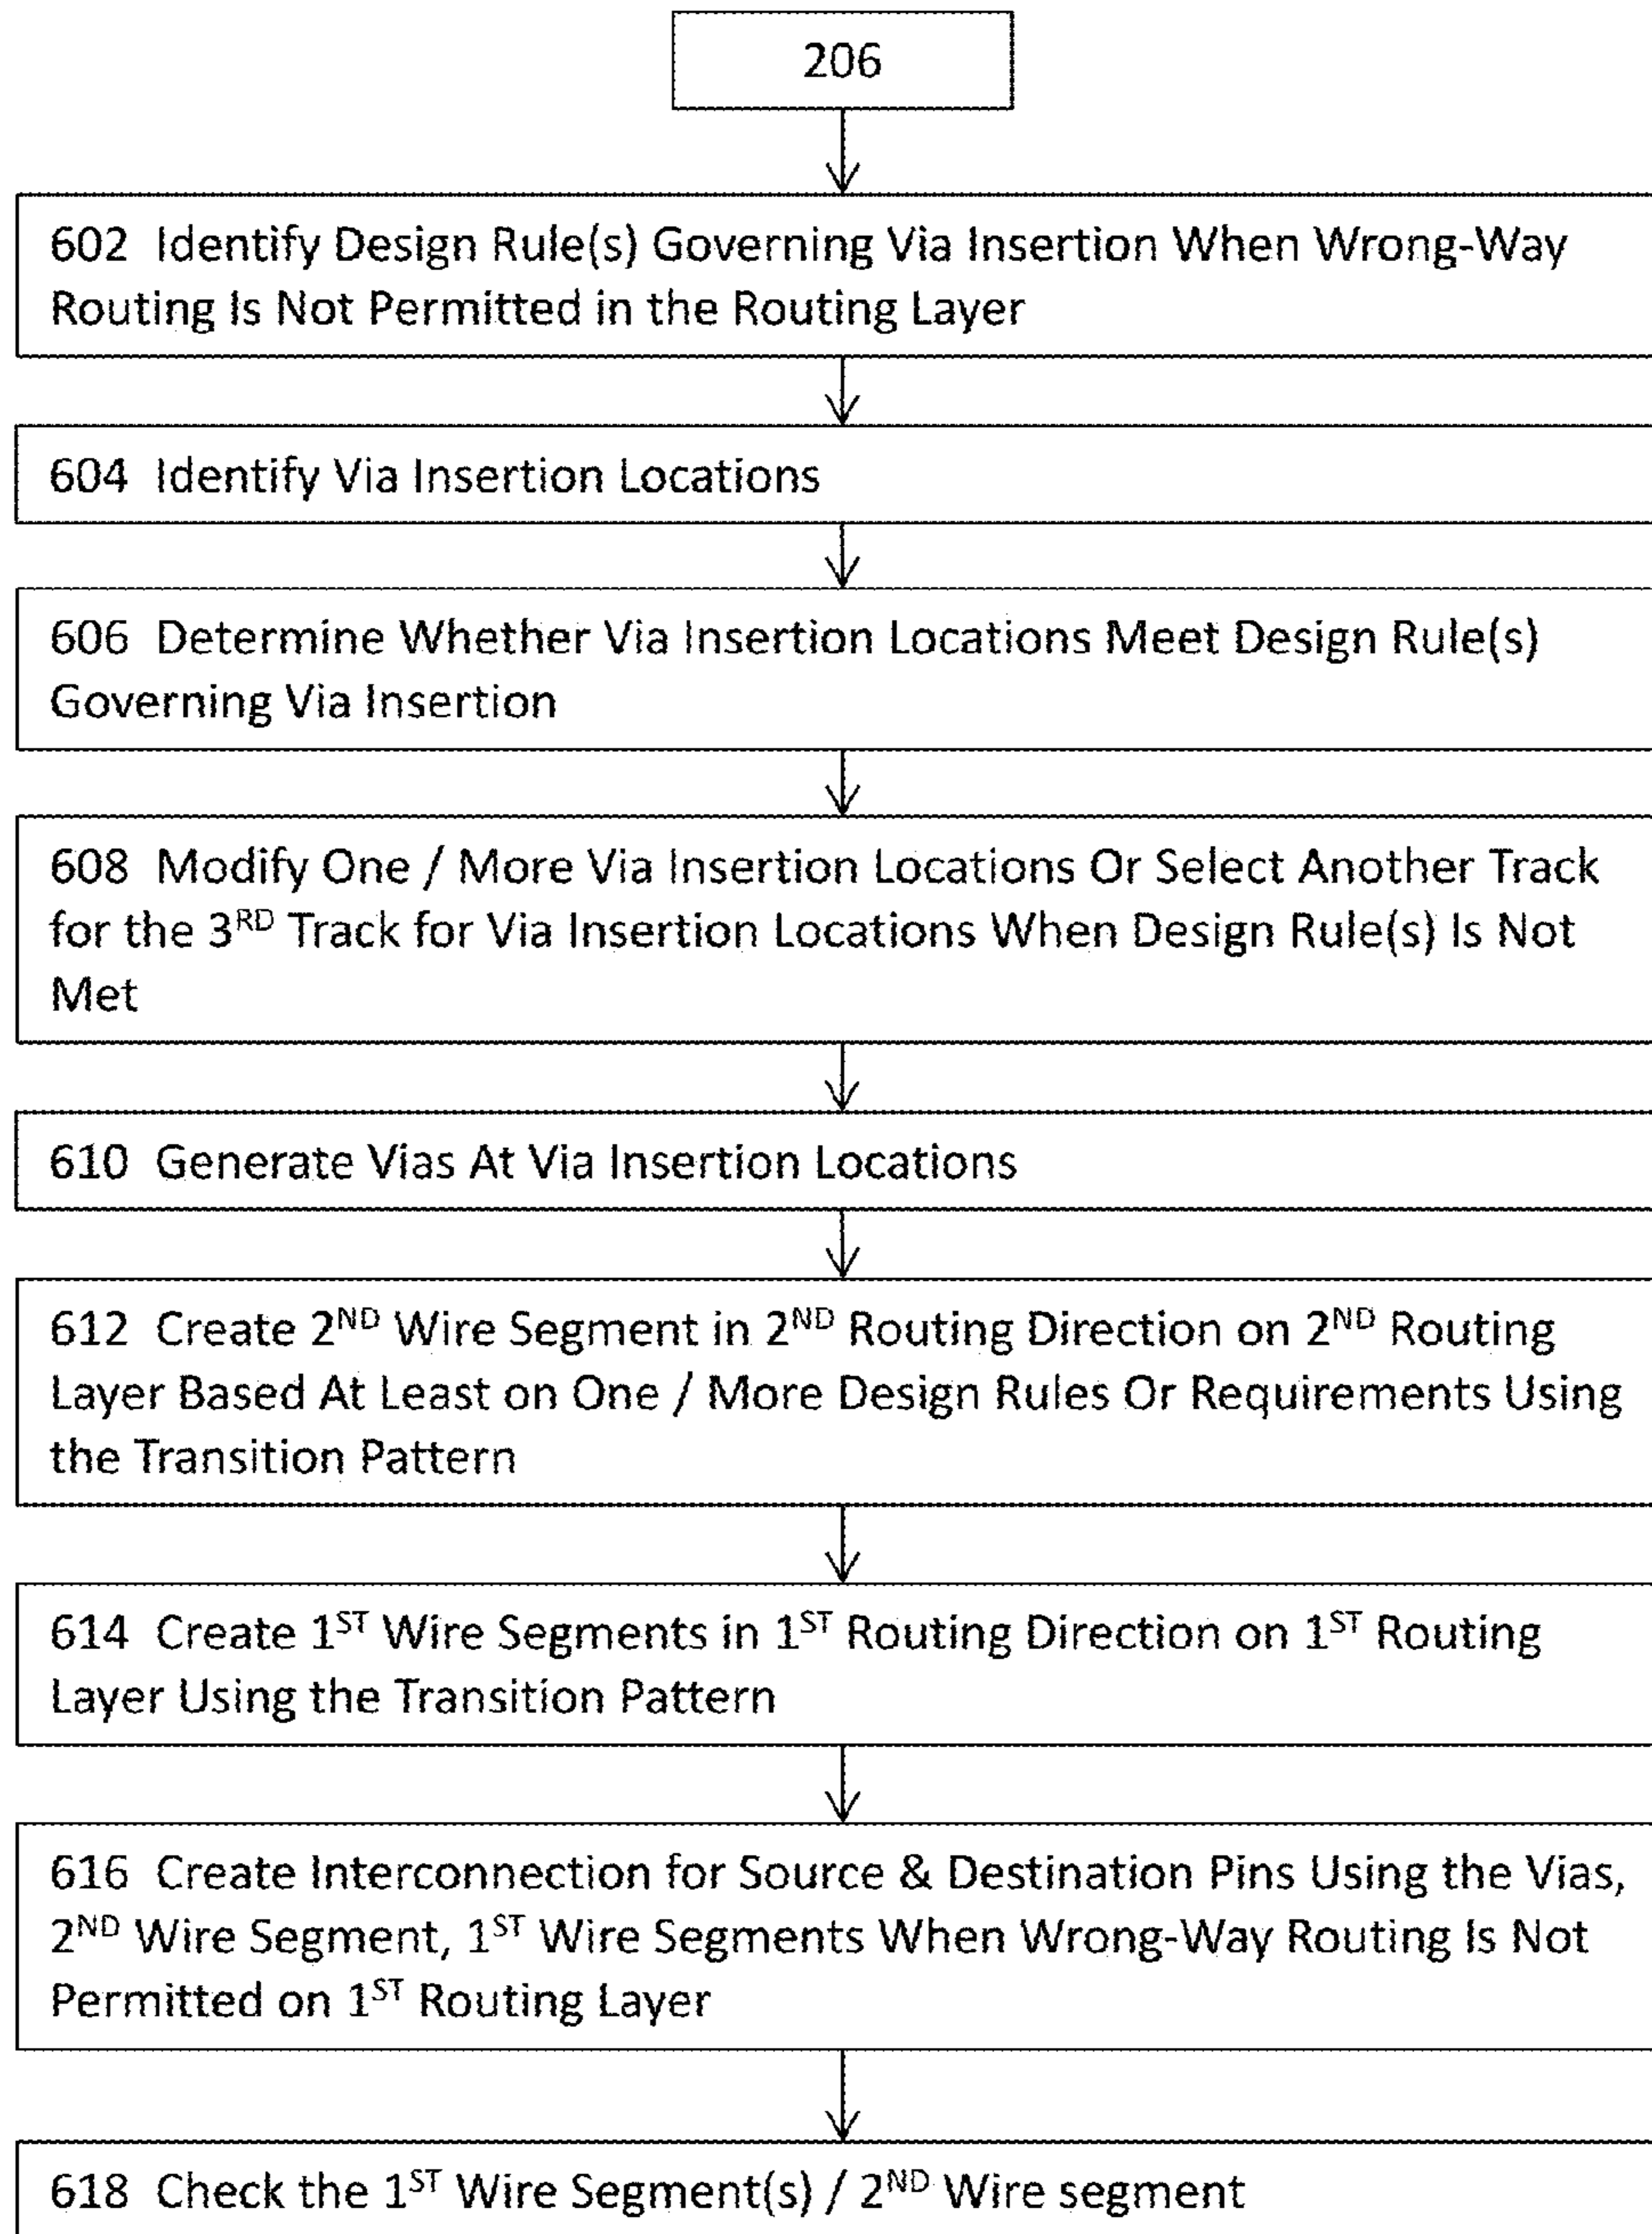 206
602 Identify Design Rule(s) Governing Via Insertion When Wrong-Way
Routing Is Not Permitted in the Routing Layer
604 Identify Via Insertion Locations
606 Determine Whether Via Insertion Locations Meet Design Rule(s)
Governing Via Insertion
608 Modify One / More Via Insertion Locations Or Select Another Track
for the 3RD Track for Via Insertion Locations When Design Rule(s) Is Not
Met
610 Generate Vias At Via Insertion Locations
612 Create 2ND Wire Segment in 2ND Routing Direction on 2ND Routing
Layer Based At Least on One / More Design Rules Or Requirements Using
the Transition Pattern
614 Create 1ST Wire Segments in 1ST Routing Direction on 1ST Routing
Layer Using the Transition Pattern
616 Create Interconnection for Source & Destination Pins Using the Vias,
2ND Wire Segment, 1ST Wire Segments When Wrong-Way Routing Is Not
Permitted on 1ST Routing Layer
618 Check the 1ST Wire Segment(s) / 2ND Wire segment